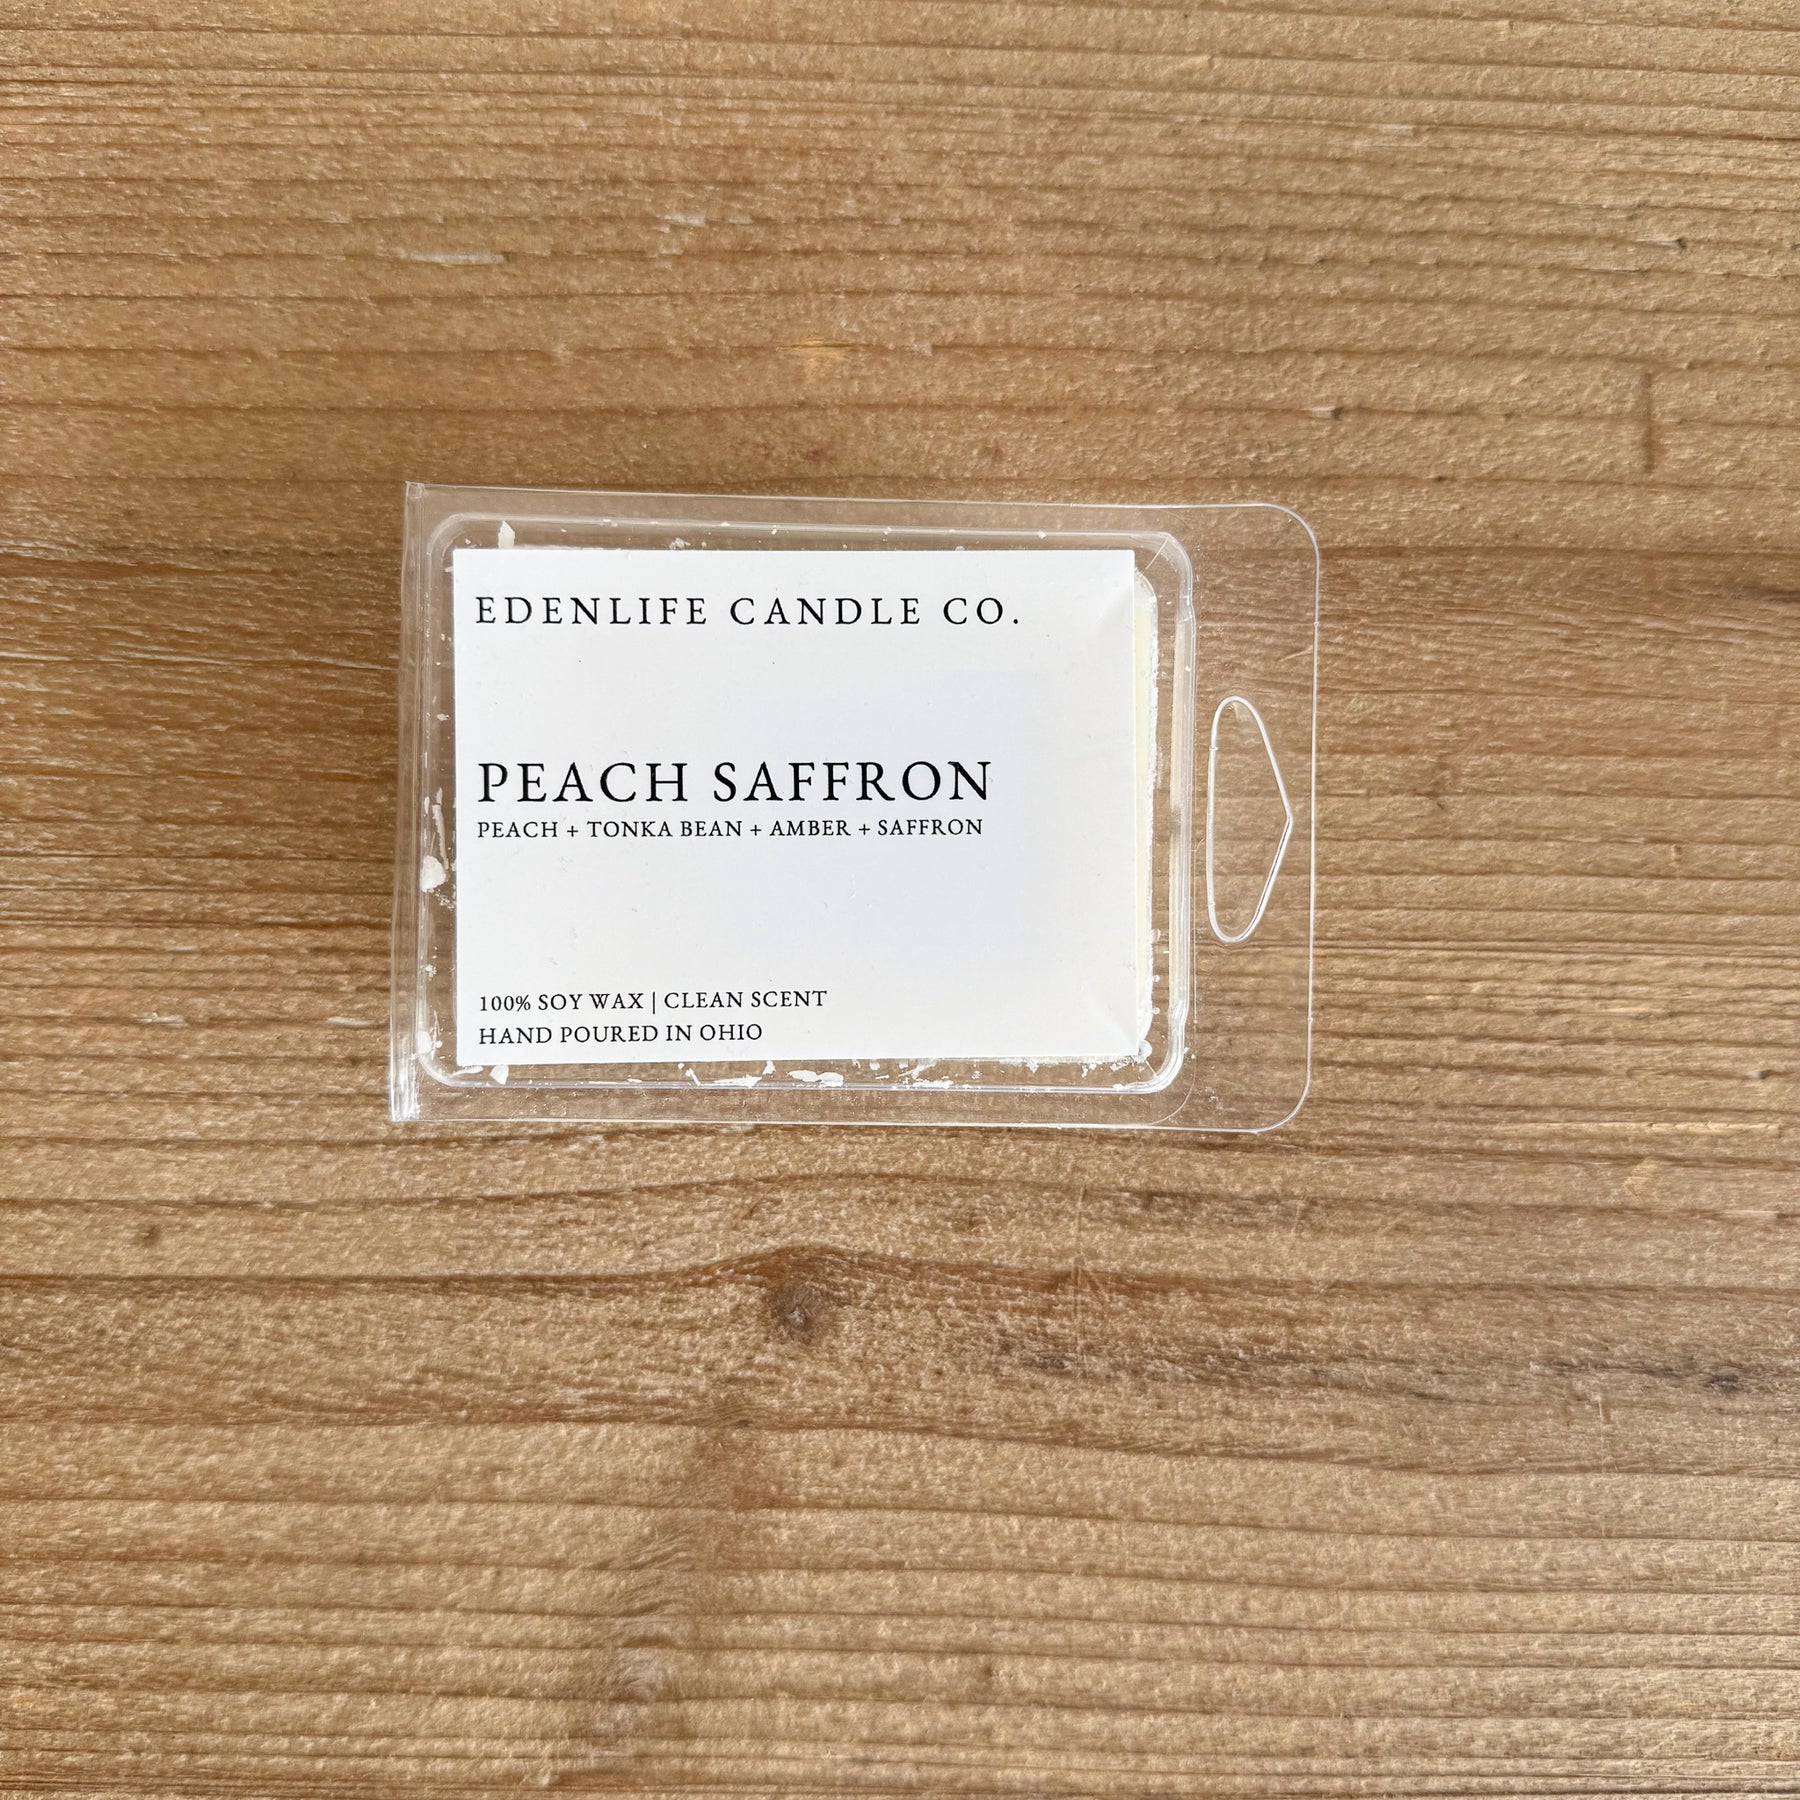 EDENLIFE CANDLE CO.
PEACH SAFFRON
PEACH + TONKA BEAN + AMBER + SAFFRON
100% SOY WAX | CLEAN SCENT
HAND POURED IN OHIO